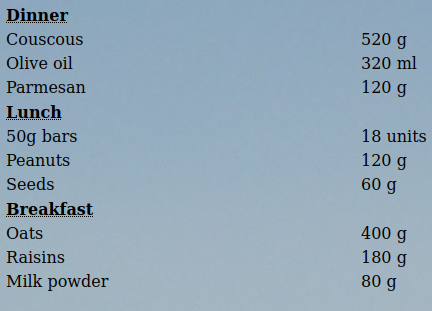 Dinner
Couscous 520 g
Olive oil 320 ml
Parmesan 120 g
Lunch
50g bars 18 units
Peanuts 120 g
Seeds 60 g
Breakfast
Oats 400 g
Raisins 180 g
Milk powder 80 g